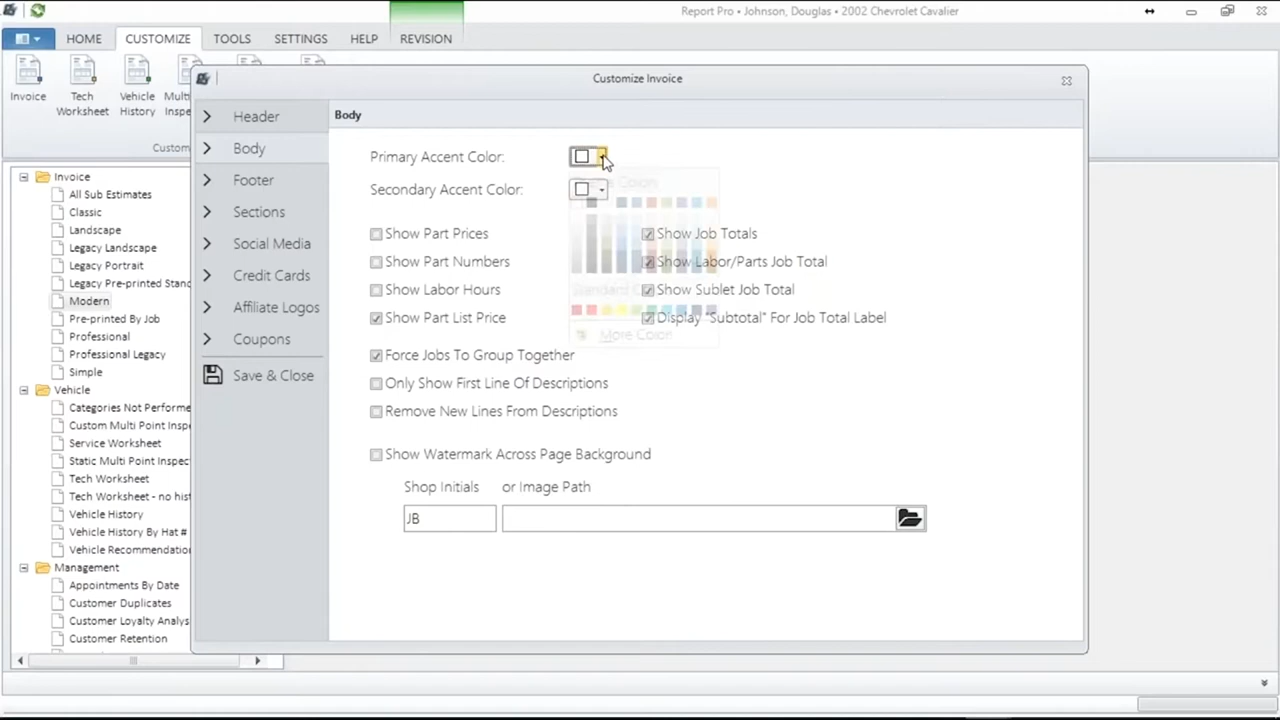 Report Pro • Johnson, Douglas • 2002 Chevrolet Cavalier
HOME CUSTOMIZE TOOLS SETTINGS HELP REVISION
Invoice
Tech Worksheet
Vehicle History
Multi
Inspe
Custom
Customize Invoice
Header
Body
Footer
Sections
Social Media
Credit Cards
Affiliate Logos
Coupons
Save & Close
Body
Primary Accent Color:
Secondary Accent Color:
Show Part Prices
Show Part Numbers
Show Labor Hours
Show Part List Price
Show Job Totals
Show Labor/Parts Job Total
Show Sublet Job Total
Display "Subtotal" For Job Total Label
More Colors
Force Jobs To Group Together
Only Show First Line Of Descriptions
Remove New Lines From Descriptions
Show Watermark Across Page Background
Shop Initials or Image Path
JB
Invoice
All Sub Estimates
Classic
Landscape
Legacy Landscape
Legacy Portrait
Legacy Pre-printed Stand
Modern
Pre-printed By Job
Professional
Professional Legacy
Simple
Vehicle
Categories Not Performe
Custom Multi Point Inspe
Service Worksheet
Static Multi Point Inspect
Tech Worksheet
Tech Worksheet - no hist
Vehicle History
Vehicle History By Hat #
Vehicle Recommendation
Management
Appointments By Date
Customer Duplicates
Customer Loyalty Analys
Customer Retention